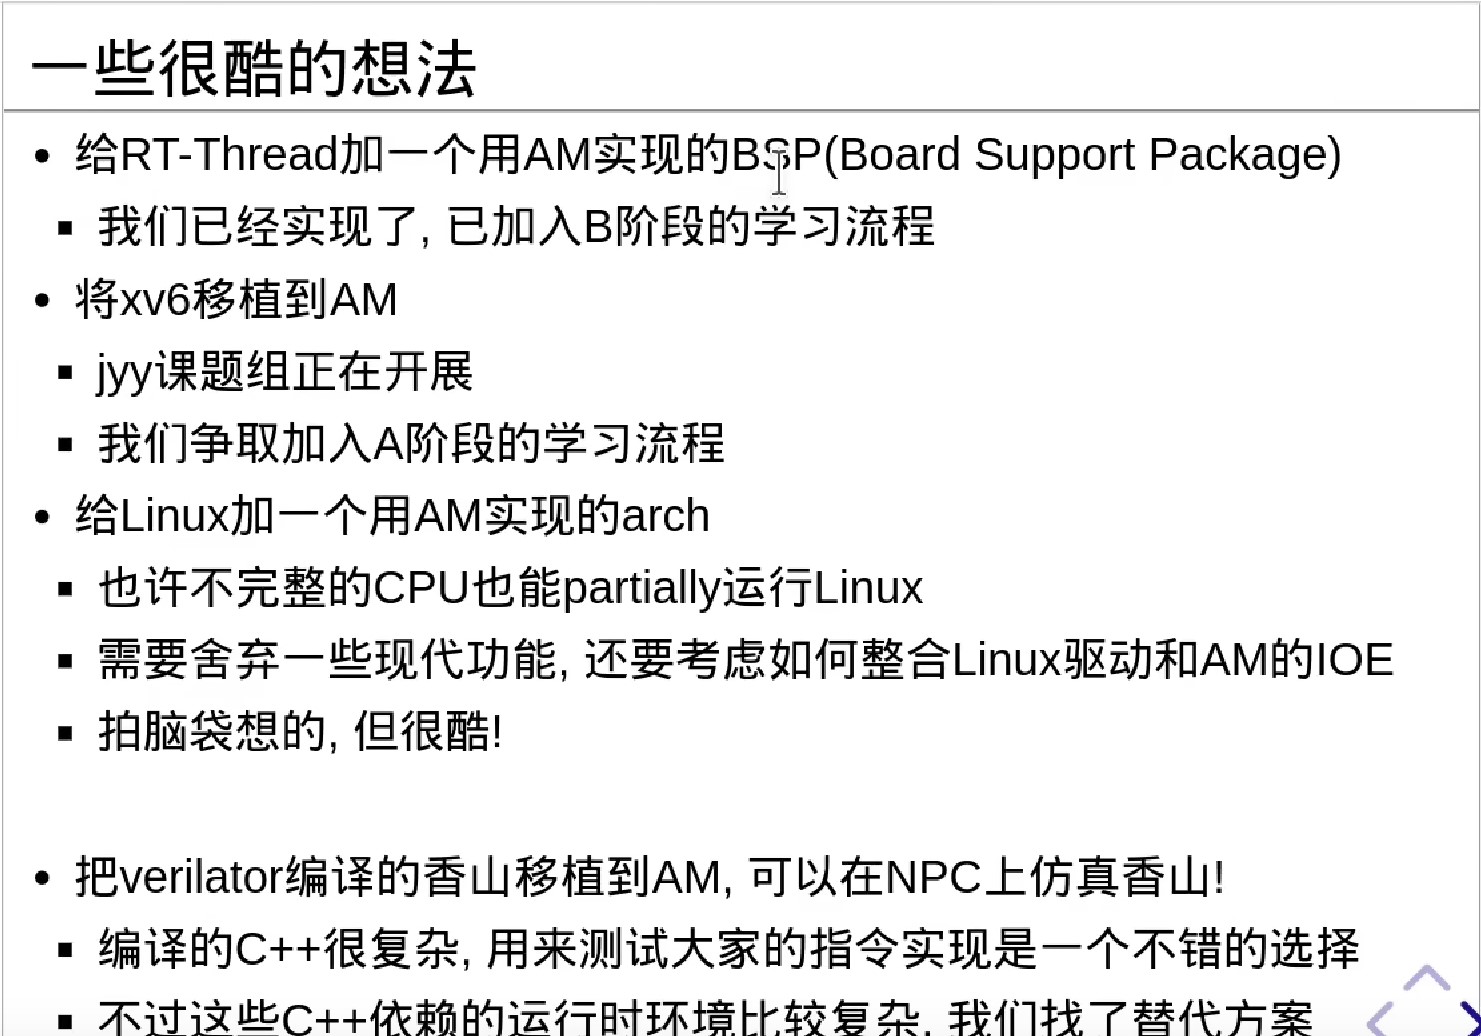 一些很酷的想法
• 给RT-Thread加一个用AM实现的BSP(Board Support Package)
▪ 我们已经实现了, 已加入B阶段的学习流程
• 将xv6移植到AM
▪ jyy课题组正在开展
▪ 我们争取加入A阶段的学习流程
• 给Linux加一个用AM实现的arch
▪ 也许不完整的CPU也能partially运行Linux
▪ 需要舍弃一些现代功能, 还要考虑如何整合Linux驱动和AM的IOE
▪ 拍脑袋想的, 但很酷!
• 把verilator编译的香山移植到AM, 可以在NPC上仿真香山!
▪ 编译的C++很复杂, 用来测试大家的指令实现是一个不错的选择
▪ 不过这些C++依赖的运行时环境比较复杂, 我们找了替代方案